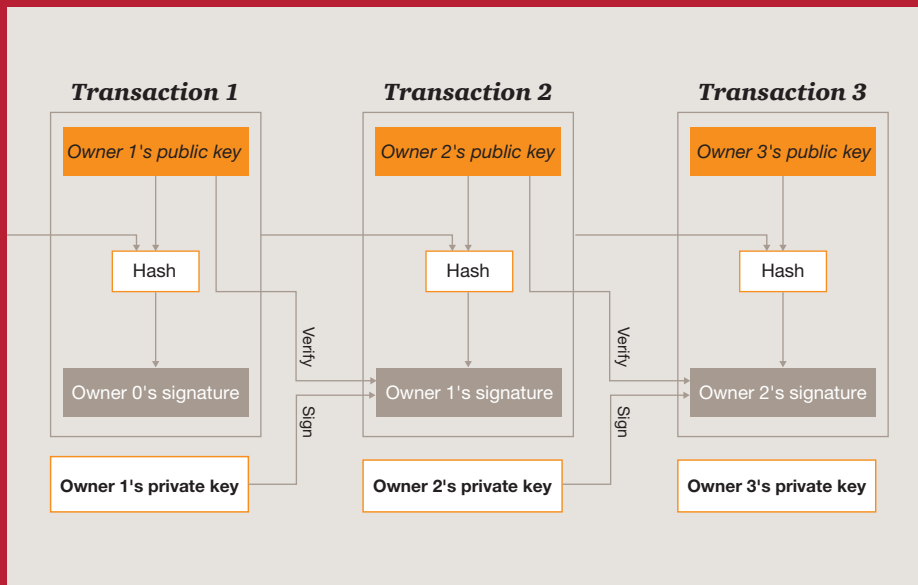 Transaction 1
Transaction 2
Transaction 3
Owner 1's public key
Owner 2's public key
Owner 3's public key
Hash
Hash
Hash
Verify
Verify
Owner 0's signature
Owner 1's signature
Owner 2's signature
Sign
Sign
Owner 1's private key
Owner 2's private key
Owner 3's private key